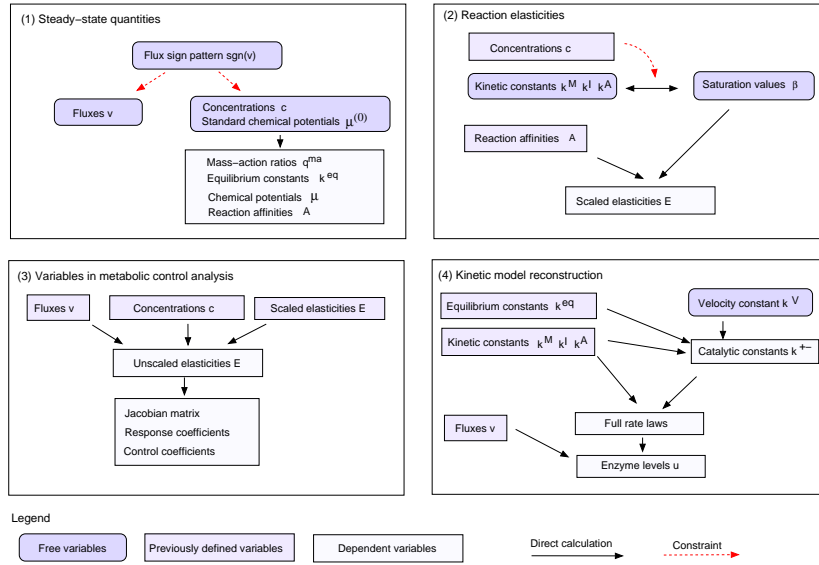 (1) Steady−state quantities
Flux sign pattern sgn(v)
Fluxes v
Concentrations c
Standard chemical potentials μ(0)
Mass−action ratios qma
Equilibrium constants keq
Chemical potentials μ
Reaction affinities A
(2) Reaction elasticities
Concentrations c
Kinetic constants kM kI kA
Saturation values β
Reaction affinities A
Scaled elasticities E
(3) Variables in metabolic control analysis
Fluxes v
Concentrations c
Scaled elasticities E
Unscaled elasticities E
Jacobian matrix
Response coefficients
Control coefficients
(4) Kinetic model reconstruction
Equilibrium constants keq
Velocity constant kV
Kinetic constants kM kI kA
Catalytic constants k+−
Fluxes v
Full rate laws
Enzyme levels u
Legend
Free variables
Previously defined variables
Dependent variables
Direct calculation
Constraint